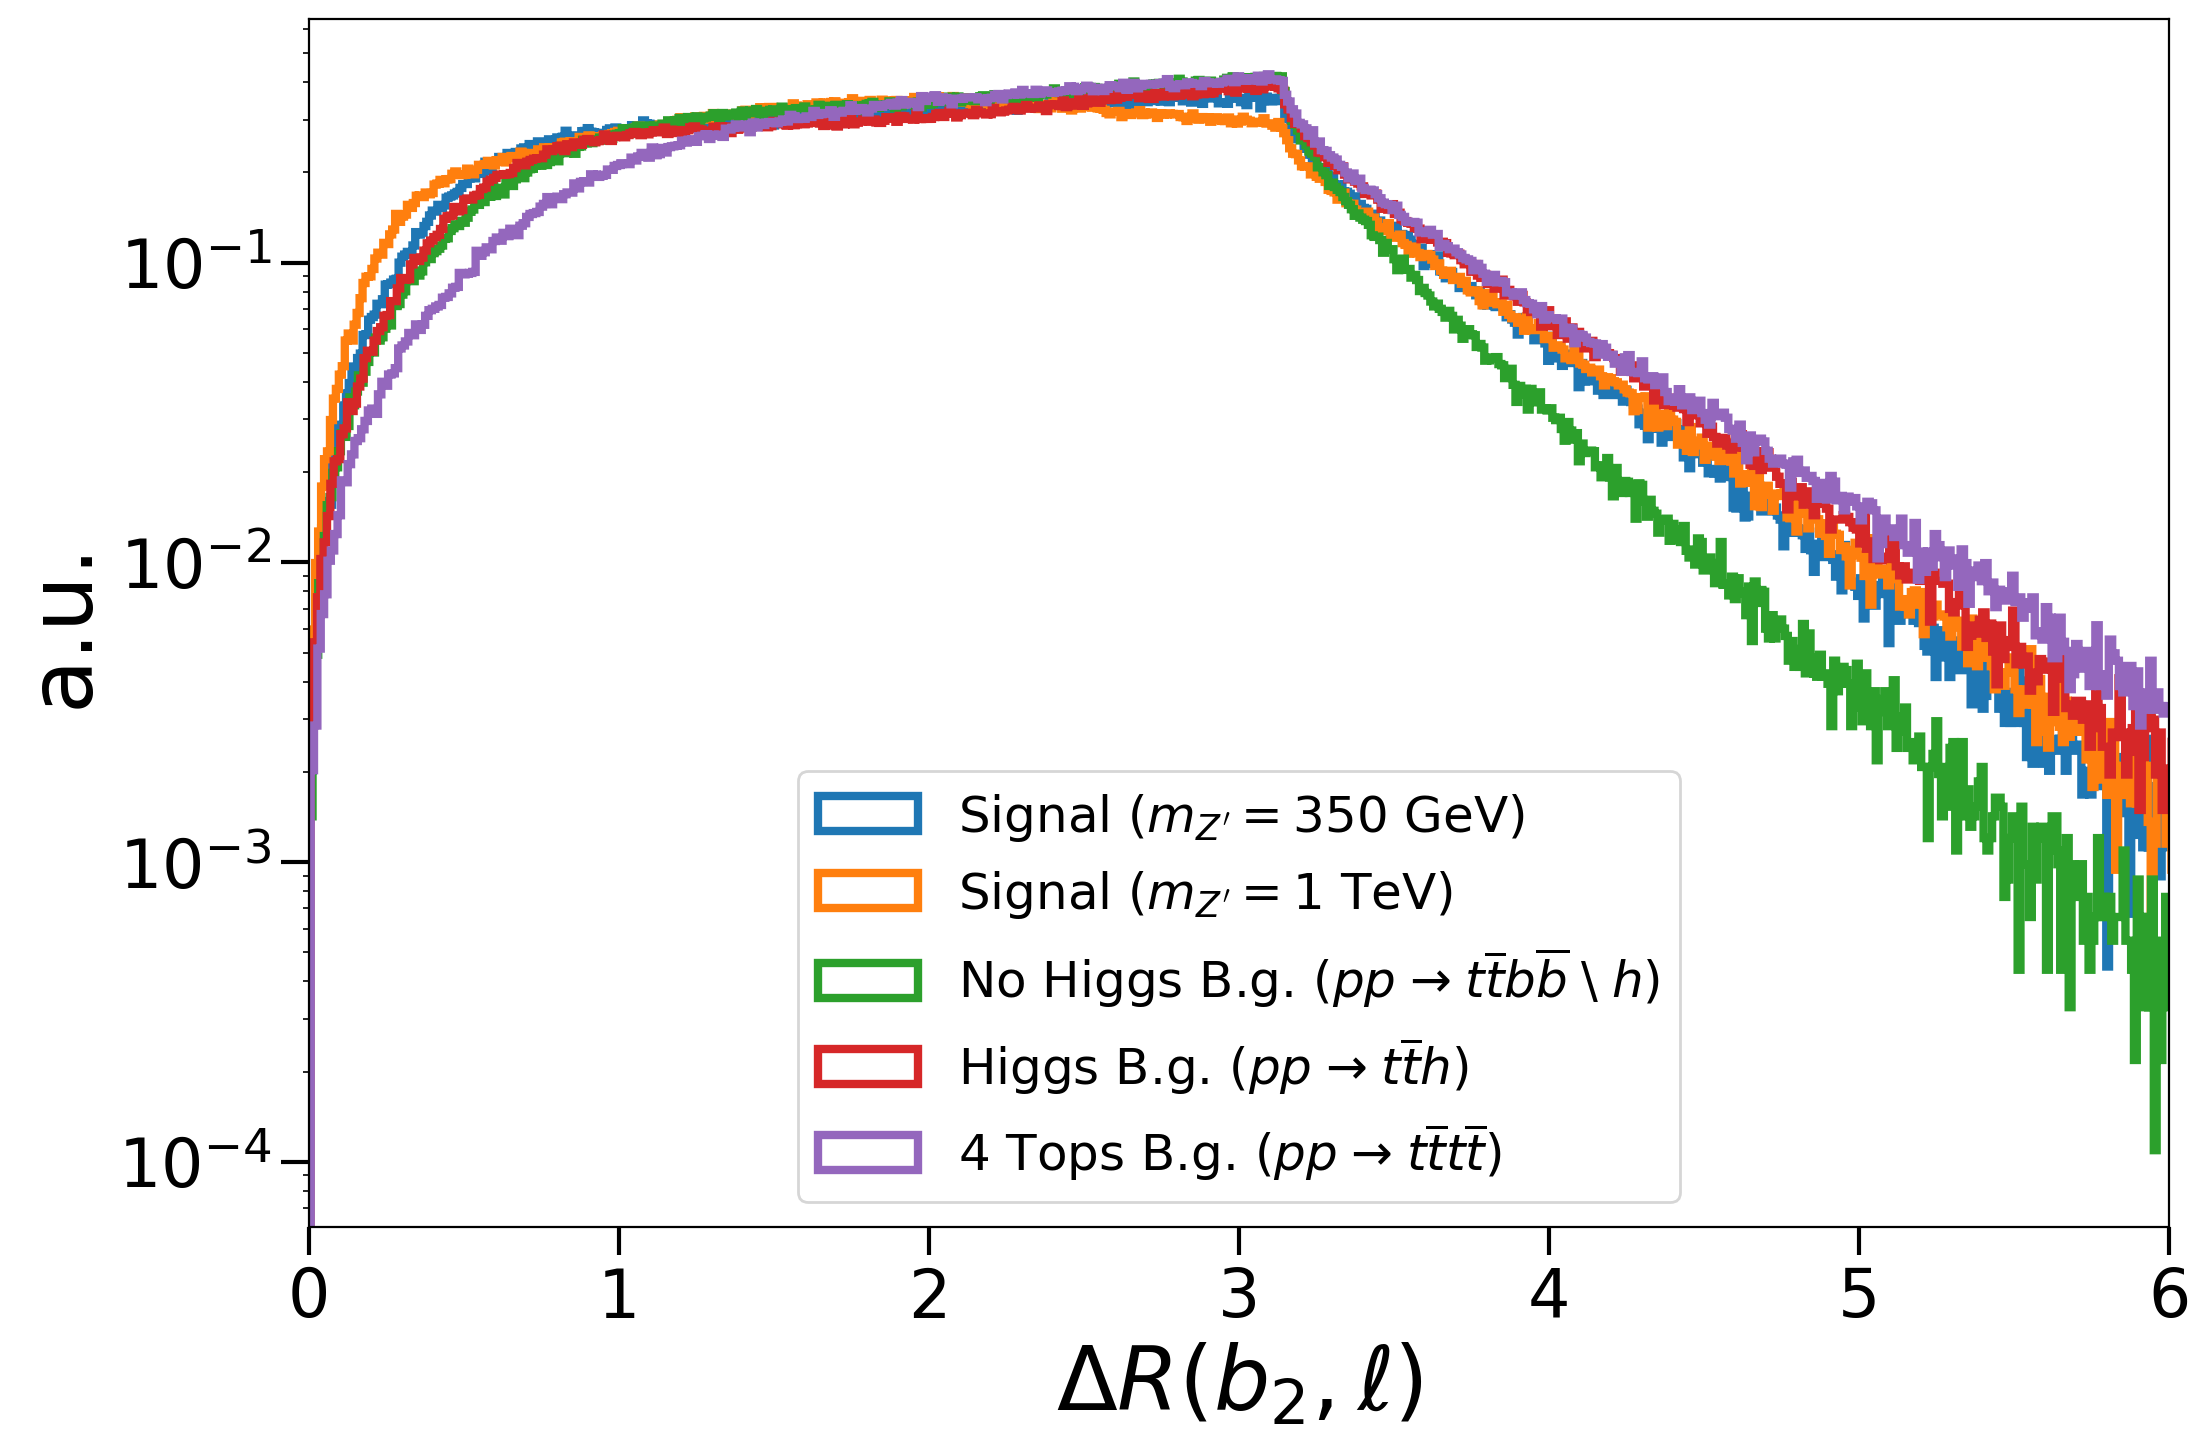 a.u.
10⁻¹
10⁻²
10⁻³
10⁻⁴
Signal (m_{Z′} = 350 GeV)
Signal (m_{Z′} = 1 TeV)
No Higgs B.g. (pp → tt̅bb̅ \ h)
Higgs B.g. (pp → tt̅h)
4 Tops B.g. (pp → tt̅tt̅)
0 1 2 3 4 5 6
ΔR(b₂, ℓ)